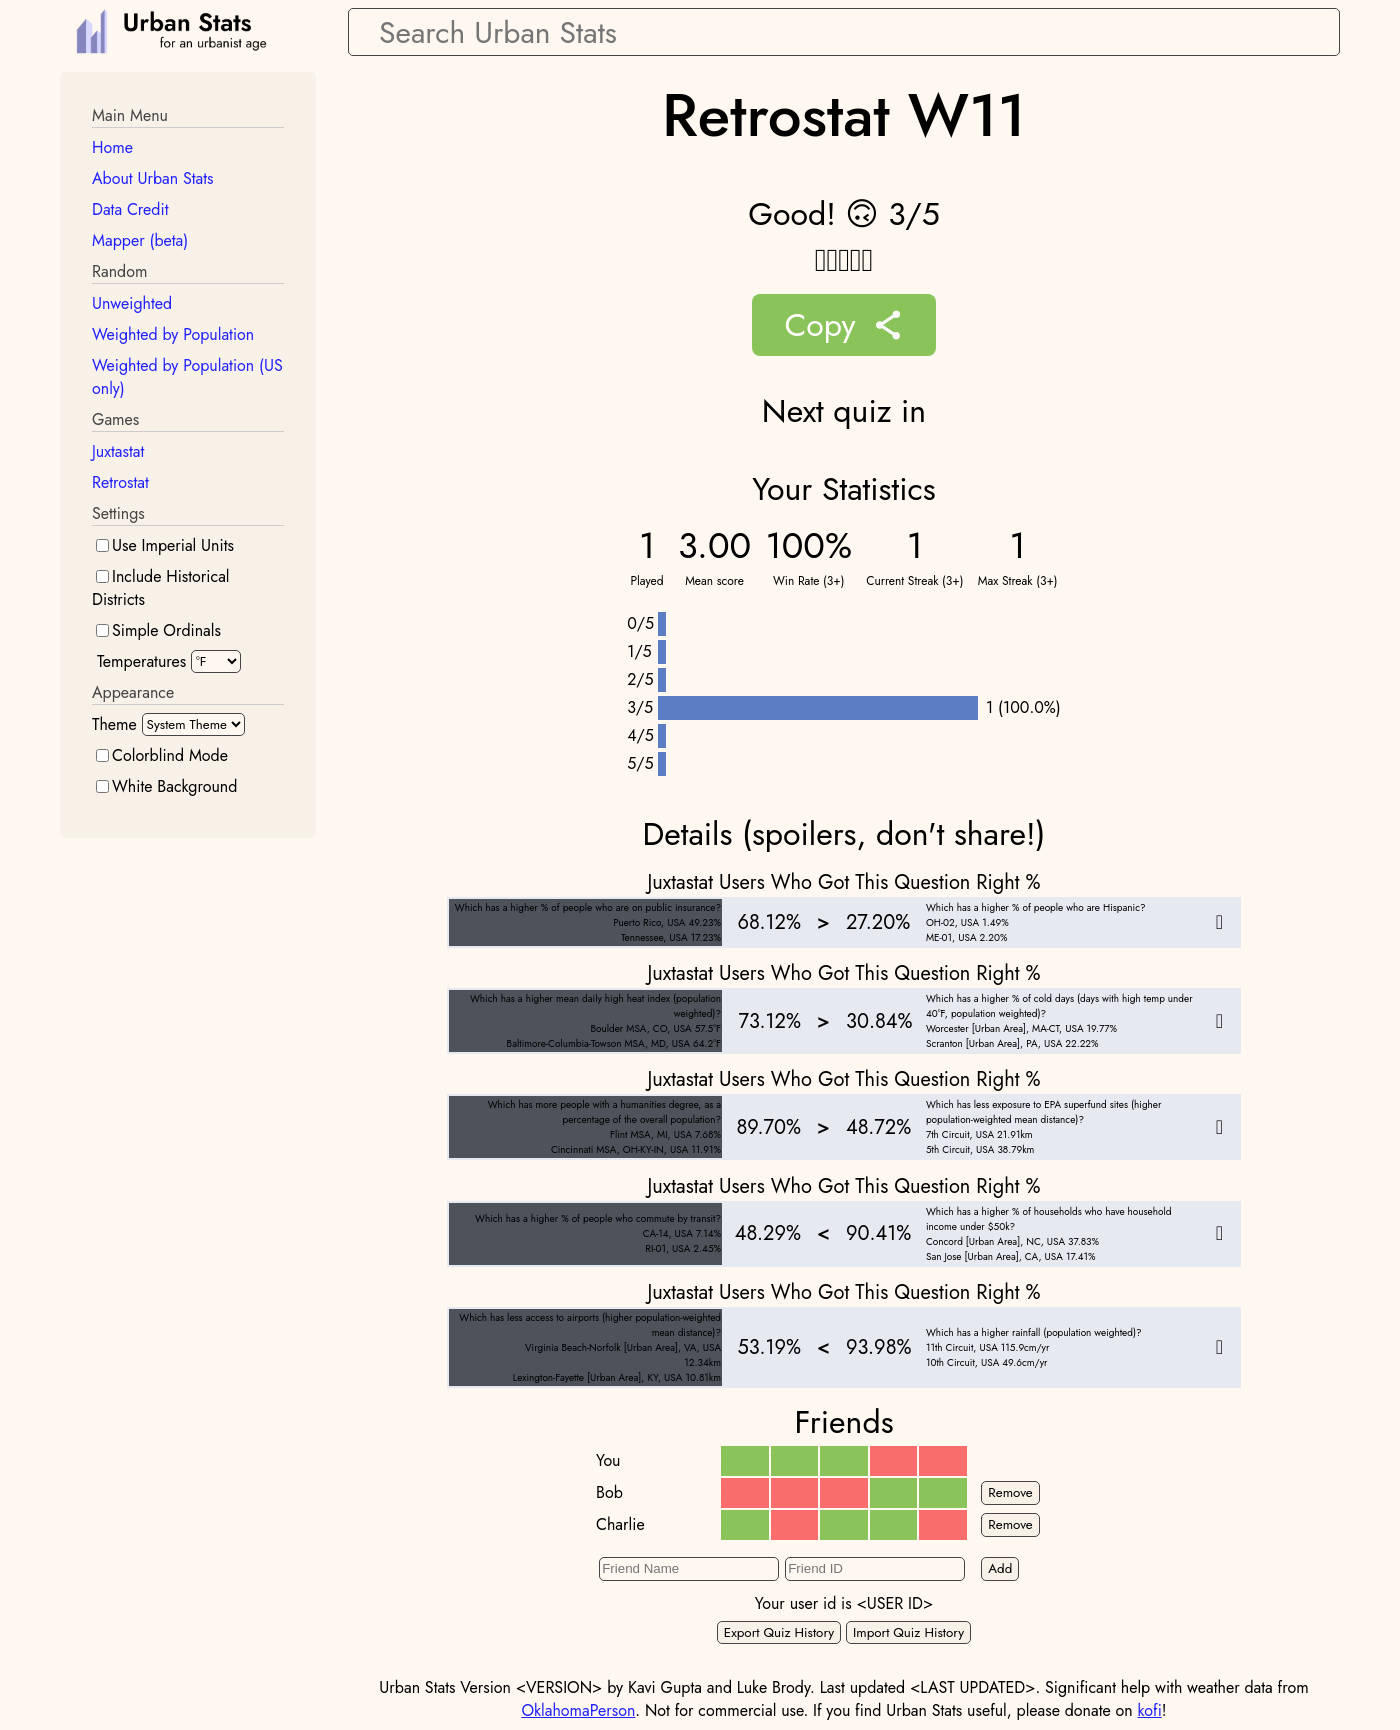 Urban Stats
for an urbanist age
Search Urban Stats
Main Menu
Home
About Urban Stats
Data Credit
Mapper (beta)
Random
Unweighted
Weighted by Population
Weighted by Population (US
only)
Games
Juxtastat
Retrostat
Settings
Use Imperial Units
Include Historical
Districts
Simple Ordinals
Temperatures °F
Appearance
Theme System Theme
Colorblind Mode
White Background
Retrostat W11
Good! 🙃 3/5
Copy
Next quiz in
Your Statistics
1 3.00 100% 1 1
Played Mean score Win Rate (3+) Current Streak (3+) Max Streak (3+)
0/5
1/5
2/5
3/5 1 (100.0%)
4/5
5/5
Details (spoilers, don't share!)
Juxtastat Users Who Got This Question Right %
Which has a higher % of people who are on public insurance?
Puerto Rico, USA 49.23%
Tennessee, USA 17.23%
68.12% > 27.20%
Which has a higher % of people who are Hispanic?
OH-02, USA 1.49%
ME-01, USA 2.20%
Juxtastat Users Who Got This Question Right %
Which has a higher mean daily high heat index (population
weighted)?
Boulder MSA, CO, USA 57.5°F
Baltimore-Columbia-Towson MSA, MD, USA 64.2°F
73.12% > 30.84%
Which has a higher % of cold days (days with high temp under
40°F, population weighted)?
Worcester [Urban Area], MA-CT, USA 19.77%
Scranton [Urban Area], PA, USA 22.22%
Juxtastat Users Who Got This Question Right %
Which has more people with a humanities degree, as a
percentage of the overall population?
Flint MSA, MI, USA 7.68%
Cincinnati MSA, OH-KY-IN, USA 11.91%
89.70% > 48.72%
Which has less exposure to EPA superfund sites (higher
population-weighted mean distance)?
7th Circuit, USA 21.91km
5th Circuit, USA 38.79km
Juxtastat Users Who Got This Question Right %
Which has a higher % of people who commute by transit?
CA-14, USA 7.14%
RI-01, USA 2.45%
48.29% < 90.41%
Which has a higher % of households who have household
income under $50k?
Concord [Urban Area], NC, USA 37.83%
San Jose [Urban Area], CA, USA 17.41%
Juxtastat Users Who Got This Question Right %
Which has less access to airports (higher population-weighted
mean distance)?
Virginia Beach-Norfolk [Urban Area], VA, USA
12.34km
Lexington-Fayette [Urban Area], KY, USA 10.81km
53.19% < 93.98%
Which has a higher rainfall (population weighted)?
11th Circuit, USA 115.9cm/yr
10th Circuit, USA 49.6cm/yr
Friends
You
Bob Remove
Charlie Remove
Friend Name Friend ID Add
Your user id is <USER ID>
Export Quiz History Import Quiz History
Urban Stats Version <VERSION> by Kavi Gupta and Luke Brody. Last updated <LAST UPDATED>. Significant help with weather data from
OklahomaPerson. Not for commercial use. If you find Urban Stats useful, please donate on kofi!